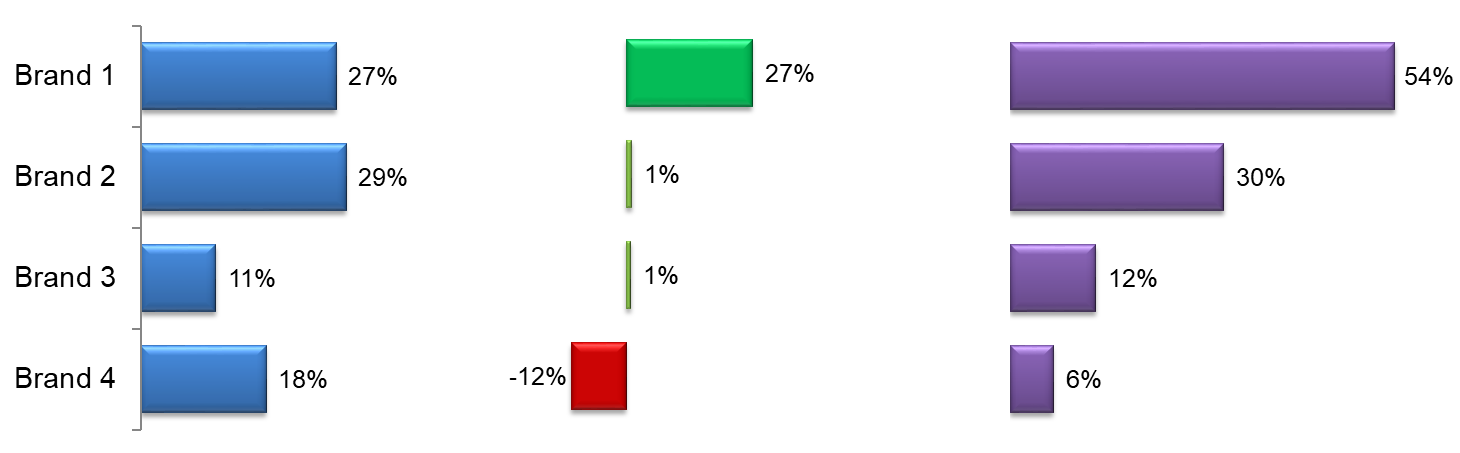 Brand 1 27% 27% 54%
Brand 2 29% 1% 30%
Brand 3 11% 1% 12%
Brand 4 18% -12% 6%